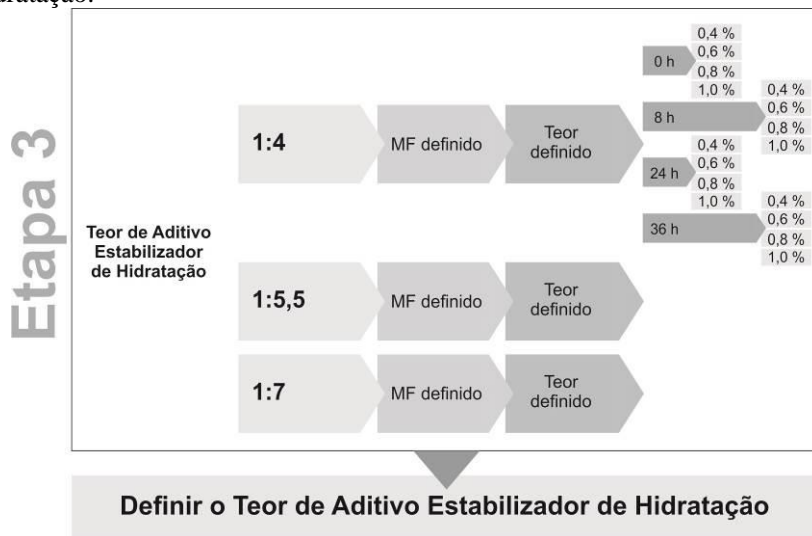 dratação.
Etapa 3
Teor de Aditivo
Estabilizador
de Hidratação
1:4
MF definido
Teor
definido
0 h
0,4 %
0,6 %
0,8 %
1,0 %
8 h
0,4 %
0,6 %
0,8 %
1,0 %
24 h
0,4 %
0,6 %
0,8 %
1,0 %
36 h
0,4 %
0,6 %
0,8 %
1,0 %
1:5,5
MF definido
Teor
definido
1:7
MF definido
Teor
definido
Definir o Teor de Aditivo Estabilizador de Hidratação